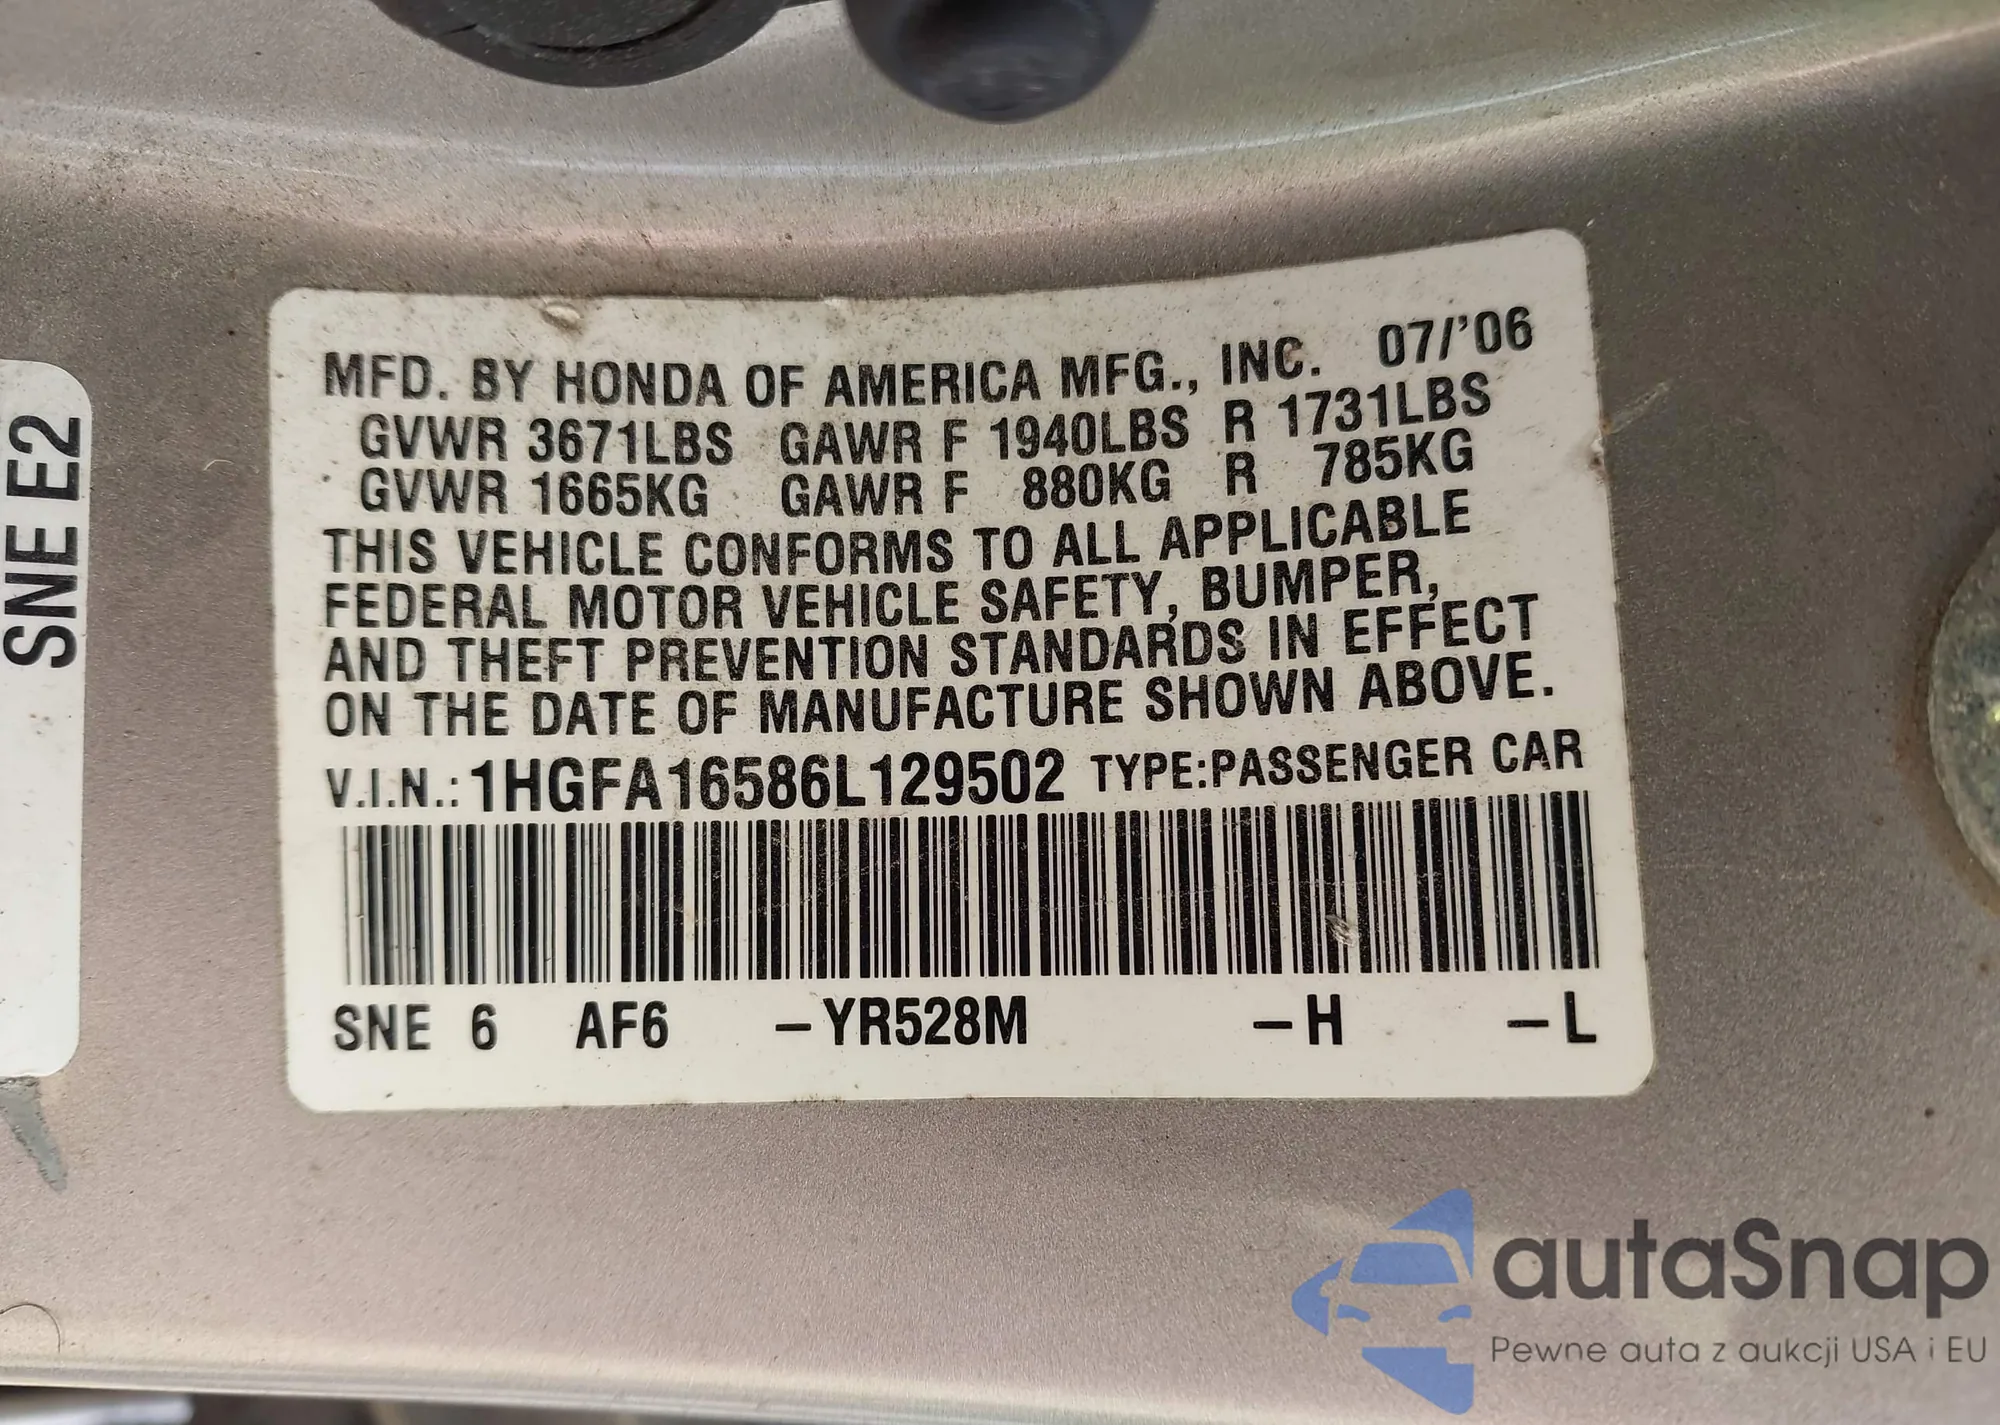 SNE E2
MFD. BY HONDA OF AMERICA MFG., INC. 07/'06
GVWR 3671LBS GAWR F 1940LBS R 1731LBS
GVWR 1665KG GAWR F 880KG R 785KG
THIS VEHICLE CONFORMS TO ALL APPLICABLE
FEDERAL MOTOR VEHICLE SAFETY, BUMPER,
AND THEFT PREVENTION STANDARDS IN EFFECT
ON THE DATE OF MANUFACTURE SHOWN ABOVE.
V.I.N.: 1HGFA16586L129502 TYPE:PASSENGER CAR
SNE 6 AF6 –YR528M –H –L
autaSnap
Pewne auta z aukcji USA i EU